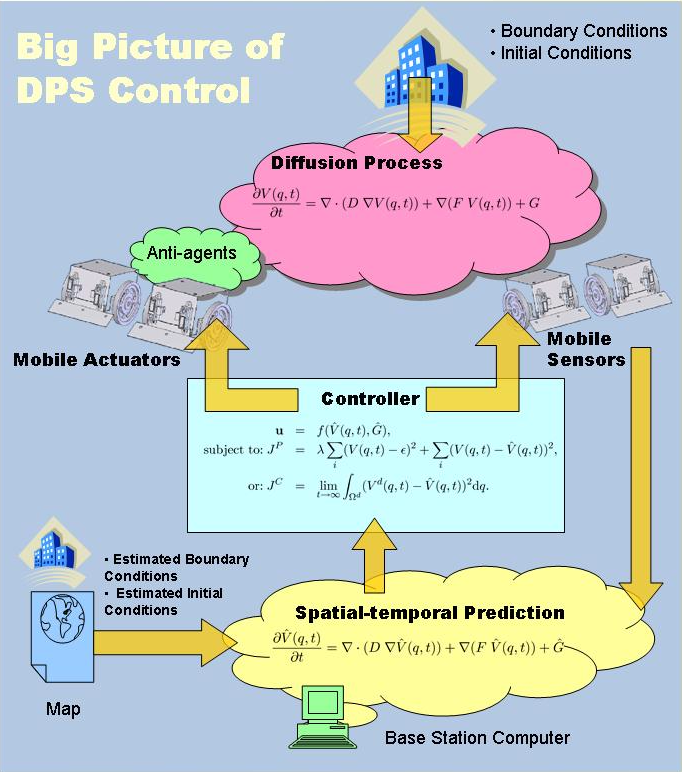 Big Picture of
DPS Control
• Boundary Conditions
• Initial Conditions
Diffusion Process
∂V(q,t)/∂t = ∇ · (D ∇V(q,t)) + ∇(F V(q,t)) + G
Anti-agents
Mobile Actuators
Mobile
Sensors
Controller
u = f(V̂(q,t), Ĝ),
subject to: J^P = λ∑_i(V(q,t) − ϵ)² + ∑_i(V(q,t) − V̂(q,t))²,
or: J^C = lim_{t→∞} ∫_{Ω^d}(V^d(q,t) − V̂(q,t))²dq.
• Estimated Boundary
Conditions
• Estimated Initial
Conditions
Spatial-temporal Prediction
∂V̂(q,t)/∂t = ∇ · (D ∇V̂(q,t)) + ∇(F V̂(q,t)) + Ĝ
Map
Base Station Computer